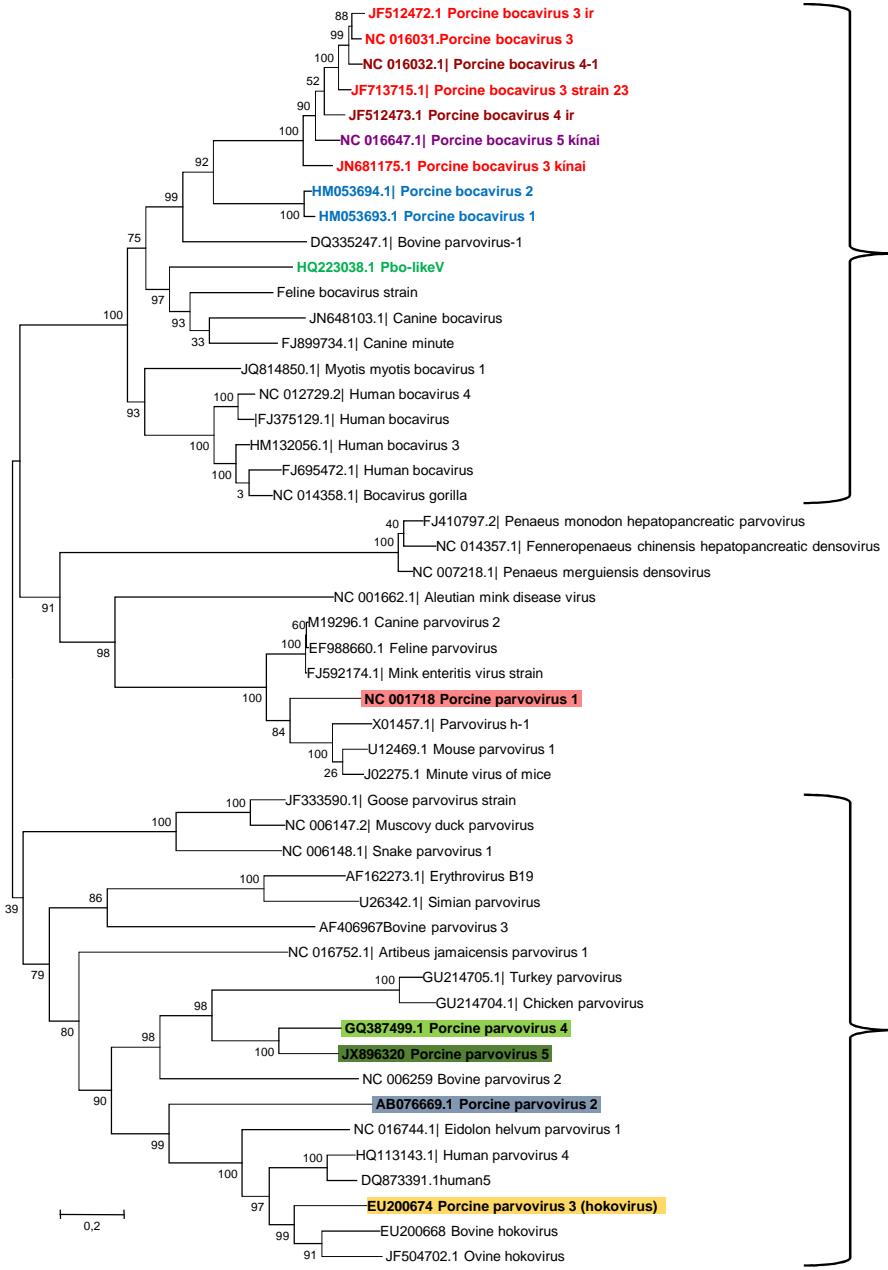 88
JF512472.1 Porcine bocavirus 3 ir
99
NC 016031.Porcine bocavirus 3
100
NC 016032.1| Porcine bocavirus 4-1
52
JF713715.1| Porcine bocavirus 3 strain 23
90
JF512473.1 Porcine bocavirus 4 ir
100
NC 016647.1| Porcine bocavirus 5 kínai
92
JN681175.1 Porcine bocavirus 3 kínai
HM053694.1| Porcine bocavirus 2
99
100
HM053693.1 Porcine bocavirus 1
75
DQ335247.1| Bovine parvovirus-1
HQ223038.1 Pbo-likeV
97
Feline bocavirus strain
100
93
JN648103.1| Canine bocavirus
33
FJ899734.1| Canine minute
JQ814850.1| Myotis myotis bocavirus 1
93
NC 012729.2| Human bocavirus 4
|FJ375129.1| Human bocavirus
100
HM132056.1| Human bocavirus 3
100
FJ695472.1| Human bocavirus
3
NC 014358.1| Bocavirus gorilla
40
FJ410797.2| Penaeus monodon hepatopancreatic parvovirus
100
NC 014357.1| Fenneropenaeus chinensis hepatopancreatic densovirus
NC 007218.1| Penaeus merguiensis densovirus
91
NC 001662.1| Aleutian mink disease virus
60
M19296.1 Canine parvovirus 2
100
EF988660.1| Feline parvovirus
98
FJ592174.1| Mink enteritis virus strain
100
NC 001718 Porcine parvovirus 1
84
X01457.1| Parvovirus h-1
100
U12469.1 Mouse parvovirus 1
26
J02275.1 Minute virus of mice
100
JF333590.1| Goose parvovirus strain
100
NC 006147.2| Muscovy duck parvovirus
NC 006148.1| Snake parvovirus 1
100
AF162273.1| Erythrovirus B19
86
U26342.1| Simian parvovirus
39
AF406967Bovine parvovirus 3
79
NC 016752.1| Artibeus jamaicensis parvovirus 1
100
GU214705.1| Turkey parvovirus
98
GU214704.1| Chicken parvovirus
80
GQ387499.1 Porcine parvovirus 4
98
100
JX896320 Porcine parvovirus 5
NC 006259 Bovine parvovirus 2
90
AB076669.1 Porcine parvovirus 2
99
NC 016744.1| Eidolon helvum parvovirus 1
100
100
HQ113143.1| Human parvovirus 4
DQ873391.1human5
97
EU200674 Porcine parvovirus 3 (hokovirus)
99
EU200668 Bovine hokovirus
91
JF504702.1 Ovine hokovirus
0,2